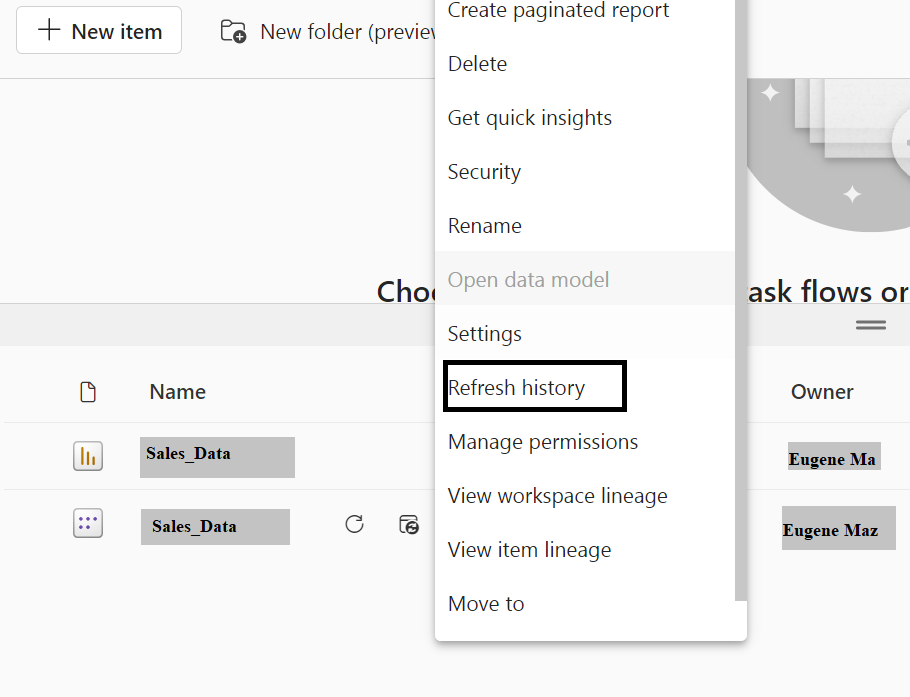 New item
New folder (preview
Create paginated report
Delete
Get quick insights
Security
Rename
Open data model
Choo
ask flows or
Settings
Refresh history
Manage permissions
View workspace lineage
View item lineage
Move to
Name
Owner
Sales_Data
Eugene Ma
Sales_Data
Eugene Maz